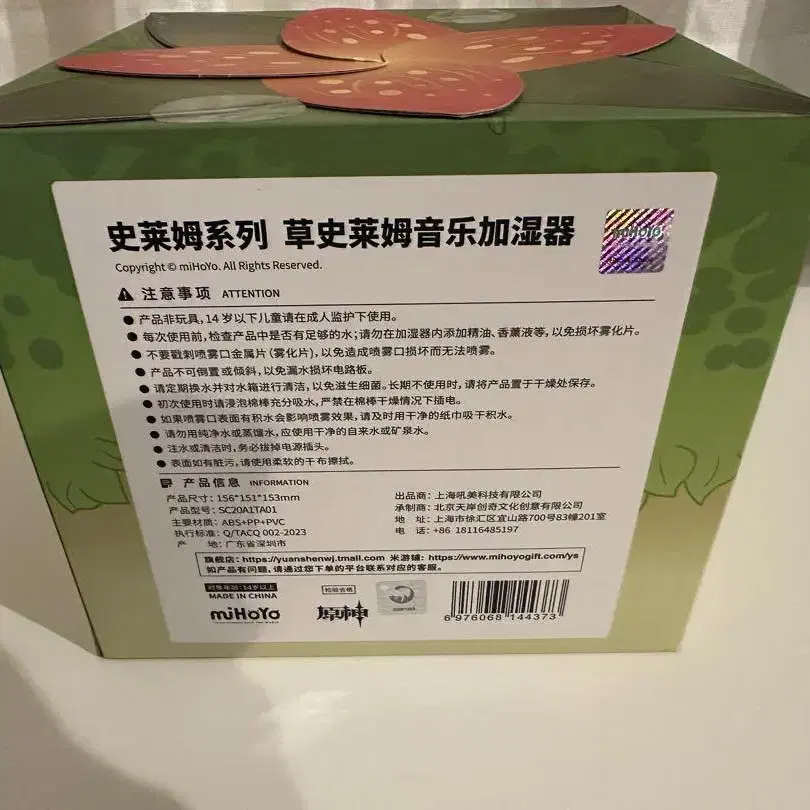 史莱姆系列 草史莱姆音乐加湿器
miHoYo
Copyright © miHoYo. All Rights Reserved.
注意事项 ATTENTION
● 产品非玩具，14 岁以下儿童请在成人监护下使用。
● 每次使用前，检查产品中是否有足够的水；请勿在加湿器内添加精油、香薰液等，以免损坏雾化片。
● 不要戳刺喷雾口金属片（雾化片），以免造成喷雾口损坏而无法喷雾。
● 产品不可倒置或倾斜，以免漏水损坏电路板。
● 请定期换水并对水箱进行清洁，以免滋生细菌。长期不使用时，请将产品置于干燥处保存。
● 初次使用时请浸泡棉棒充分吸水，严禁在棉棒干燥情况下插电。
● 如果喷雾口表面有积水会影响喷雾效果，请及时用干净的纸巾吸干积水。
● 请勿用纯净水或蒸馏水，应使用干净的自来水或矿泉水。
● 注水或清洁时，务必拔掉电源插头。
● 表面如有脏污，请使用柔软的干布擦拭。
产品信息 INFORMATION
产品尺寸：156*151*153mm
产品型号：SC20A1TA01
主要材质：ABS+PP+PVC
执行标准：Q/TACQ 002-2023
产 地：广东省深圳市
出品商：上海吼美科技有限公司
承制商：北京天岸创奇文化创意有限公司
地 址：上海市徐汇区宜山路700号83幢201室
电 话：+86 18116485197
旗舰店：https://yuanshenwj.tmall.com 米游铺：https://www.mihoyogift.com/ys
如产品有问题，请通过您下单的平台联系对应的客服。
对象年龄：14岁以上
MADE IN CHINA
miHoYo
检验合格
原神
6 976068 144373